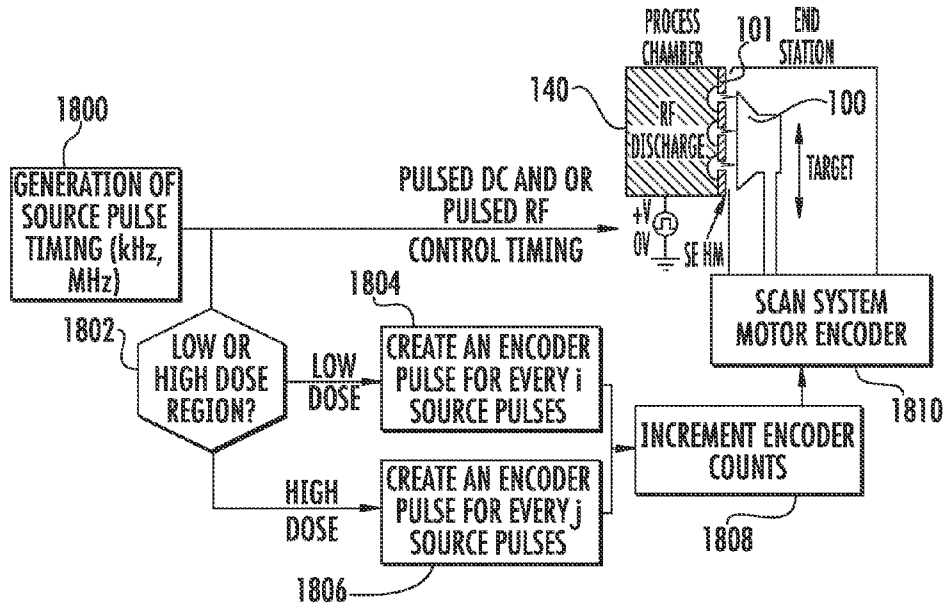 PROCESS
CHAMBER
101
END
STATION
140
100
RF
DISCHARGE
TARGET
1800
GENERATION OF
SOURCE PULSE
TIMING (kHz,
MHz)
PULSED DC AND OR
PULSED RF
CONTROL TIMING
+V
0V
SE HM
1802
LOW OR
HIGH DOSE
REGION?
LOW
DOSE
1804
CREATE AN ENCODER
PULSE FOR EVERY i
SOURCE PULSES
SCAN SYSTEM
MOTOR ENCODER
1810
INCREMENT ENCODER
COUNTS
1808
HIGH
DOSE
CREATE AN ENCODER
PULSE FOR EVERY j
SOURCE PULSES
1806